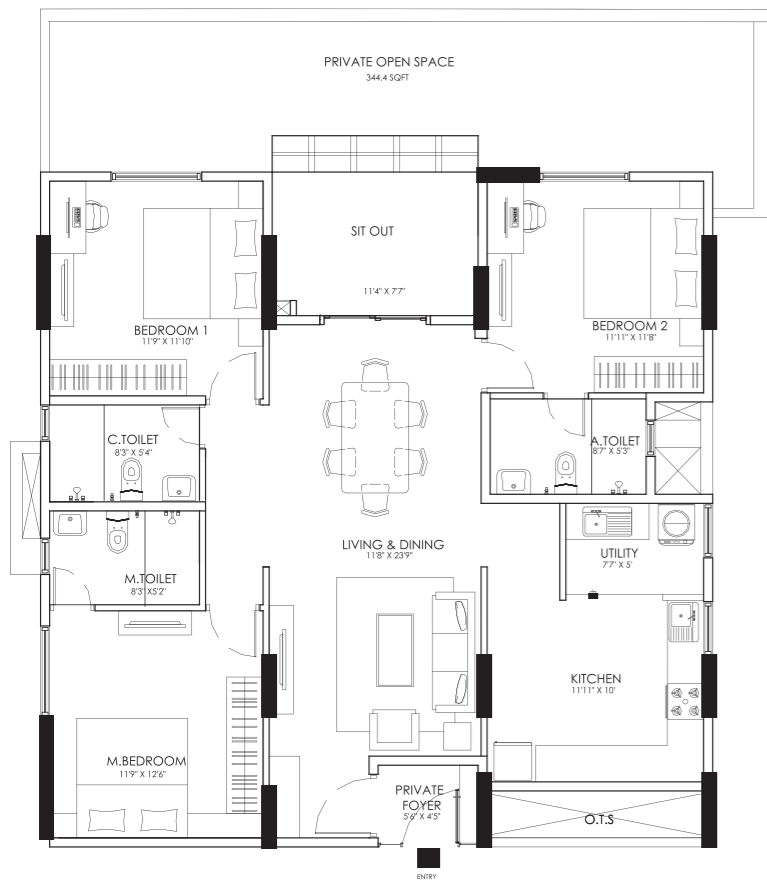 PRIVATE OPEN SPACE
344.4 SQFT
SIT OUT
11'4" X 7'7"
BEDROOM 1
11'9" X 11'10"
BEDROOM 2
11'11" X 11'8"
C.TOILET
8'3" X 5'4"
A.TOILET
8'7" X 5'3"
LIVING & DINING
11'8" X 23'9"
UTILITY
7'7" X 5'
M.TOILET
8'3" X5'2"
KITCHEN
11'11" X 10'
M.BEDROOM
11'9" X 12'6"
PRIVATE
FOYER
5'6" X 4'5"
O.T.S
ENTRY